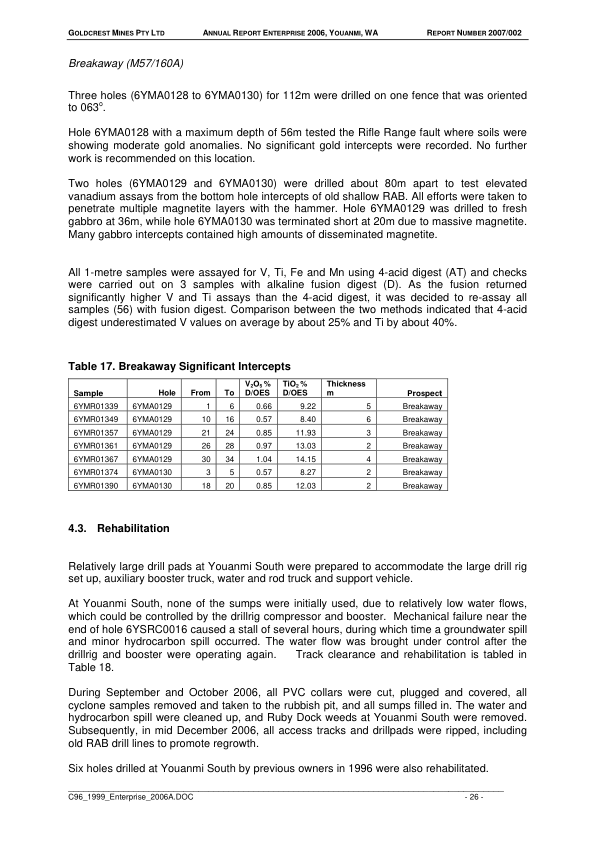 GOLDCREST MINES PTY LTD ANNUAL REPORT ENTERPRISE 2006, YOUANMI, WA REPORT NUMBER 2007/002
Breakaway (M57/160A)
Three holes (6YMA0128 to 6YMA0130) for 112m were drilled on one fence that was oriented
to 063°.
Hole 6YMA0128 with a maximum depth of 56m tested the Rifle Range fault where soils were
showing moderate gold anomalies. No significant gold intercepts were recorded. No further
work is recommended on this location.
Two holes (6YMA0129 and 6YMA0130) were drilled about 80m apart to test elevated
vanadium assays from the bottom hole intercepts of old shallow RAB. All efforts were taken to
penetrate multiple magnetite layers with the hammer. Hole 6YMA0129 was drilled to fresh
gabbro at 36m, while hole 6YMA0130 was terminated short at 20m due to massive magnetite.
Many gabbro intercepts contained high amounts of disseminated magnetite.
All 1-metre samples were assayed for V, Ti, Fe and Mn using 4-acid digest (AT) and checks
were carried out on 3 samples with alkaline fusion digest (D). As the fusion returned
significantly higher V and Ti assays than the 4-acid digest, it was decided to re-assay all
samples (56) with fusion digest. Comparison between the two methods indicated that 4-acid
digest underestimated V values on average by about 25% and Ti by about 40%.
Table 17. Breakaway Significant Intercepts
Sample Hole From To V₂O₅ % D/OES TiO₂ % D/OES Thickness m Prospect
6YMR01339 6YMA0129 1 6 0.66 9.22 5 Breakaway
6YMR01349 6YMA0129 10 16 0.57 8.40 6 Breakaway
6YMR01357 6YMA0129 21 24 0.85 11.93 3 Breakaway
6YMR01361 6YMA0129 26 28 0.97 13.03 2 Breakaway
6YMR01367 6YMA0129 30 34 1.04 14.15 4 Breakaway
6YMR01374 6YMA0130 3 5 0.57 8.27 2 Breakaway
6YMR01390 6YMA0130 18 20 0.85 12.03 2 Breakaway
4.3. Rehabilitation
Relatively large drill pads at Youanmi South were prepared to accommodate the large drill rig
set up, auxiliary booster truck, water and rod truck and support vehicle.
At Youanmi South, none of the sumps were initially used, due to relatively low water flows,
which could be controlled by the drillrig compressor and booster. Mechanical failure near the
end of hole 6YSRC0016 caused a stall of several hours, during which time a groundwater spill
and minor hydrocarbon spill occurred. The water flow was brought under control after the
drillrig and booster were operating again. Track clearance and rehabilitation is tabled in
Table 18.
During September and October 2006, all PVC collars were cut, plugged and covered, all
cyclone samples removed and taken to the rubbish pit, and all sumps filled in. The water and
hydrocarbon spill were cleaned up, and Ruby Dock weeds at Youanmi South were removed.
Subsequently, in mid December 2006, all access tracks and drillpads were ripped, including
old RAB drill lines to promote regrowth.
Six holes drilled at Youanmi South by previous owners in 1996 were also rehabilitated.
C96_1999_Enterprise_2006A.DOC - 26 -